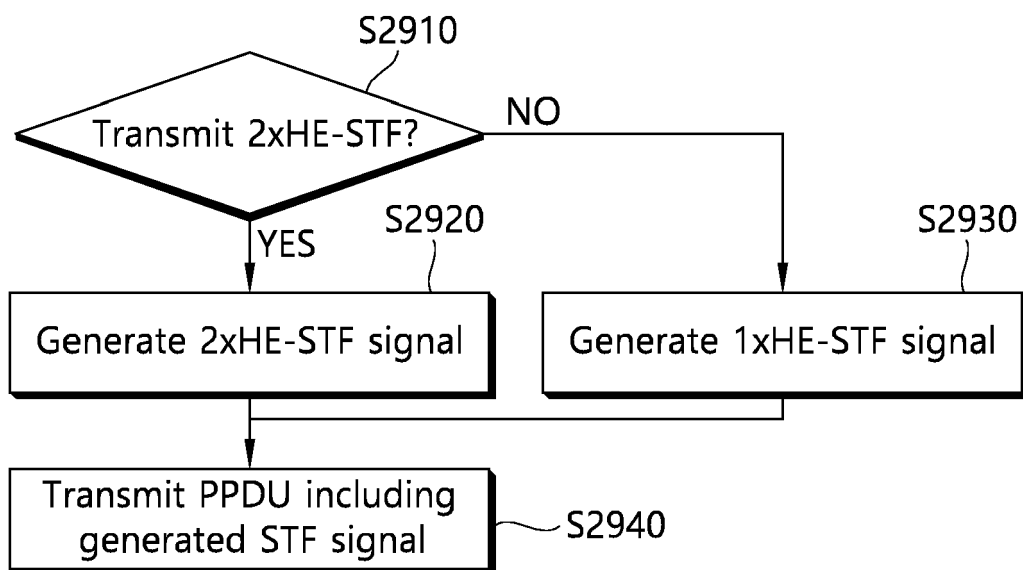 S2910
Transmit 2xHE-STF?
NO
YES
S2920
S2930
Generate 2xHE-STF signal
Generate 1xHE-STF signal
Transmit PPDU including
generated STF signal
S2940